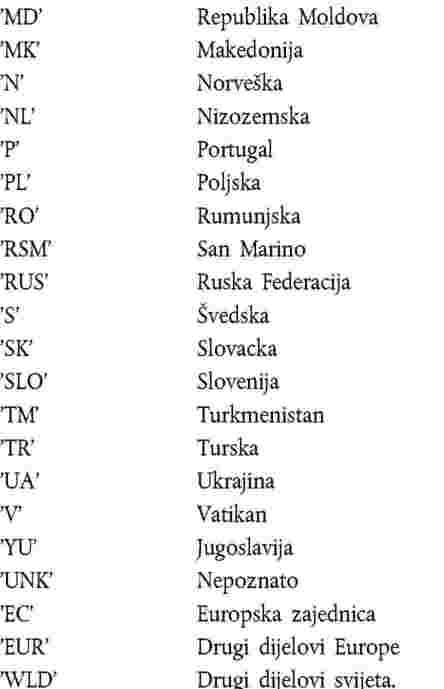 'MD' Republika Moldova
'MK' Makedonija
'N' Norveška
'NL' Nizozemska
'P' Portugal
'PL' Poljska
'RO' Rumunjska
'RSM' San Marino
'RUS' Ruska Federacija
'S' Švedska
'SK' Slovacka
'SLO' Slovenija
'TM' Turkmenistan
'TR' Turska
'UA' Ukrajina
'V' Vatikan
'YU' Jugoslavija
'UNK' Nepoznato
'EC' Europska zajednica
'EUR' Drugi dijelovi Europe
'WLD' Drugi dijelovi svijeta.